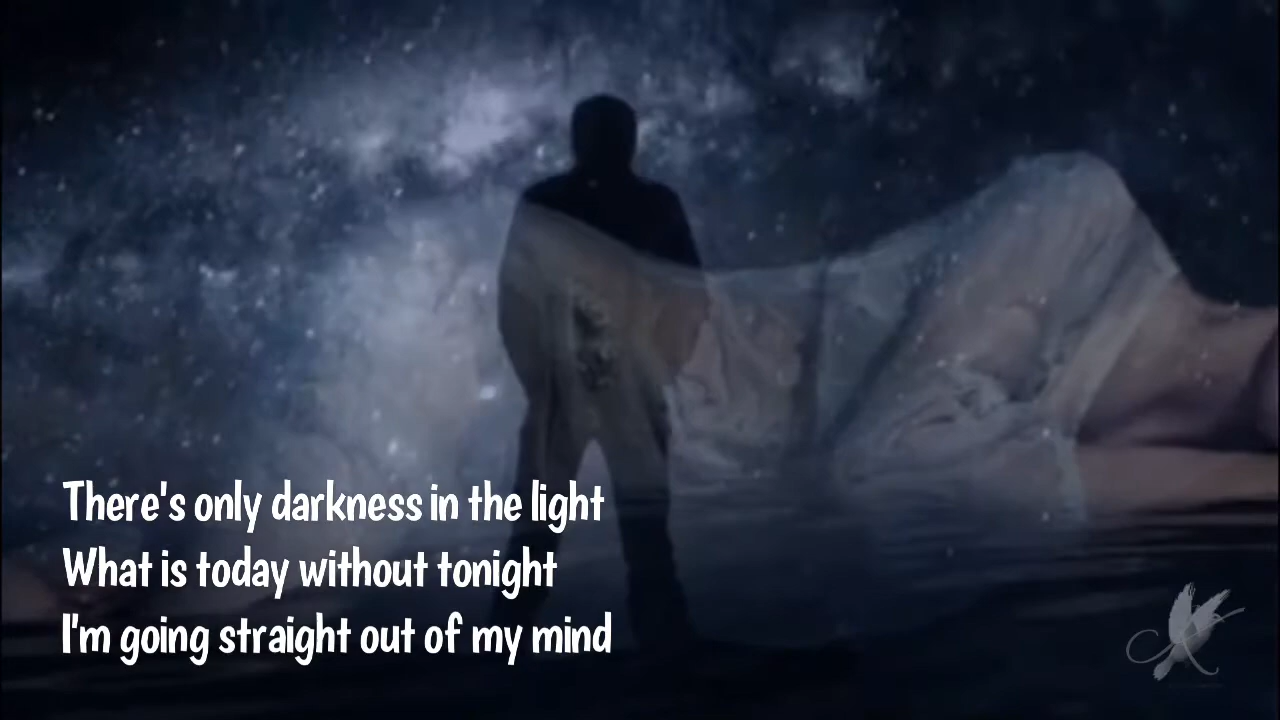 There's only darkness in the light
What is today without tonight
I'm going straight out of my mind